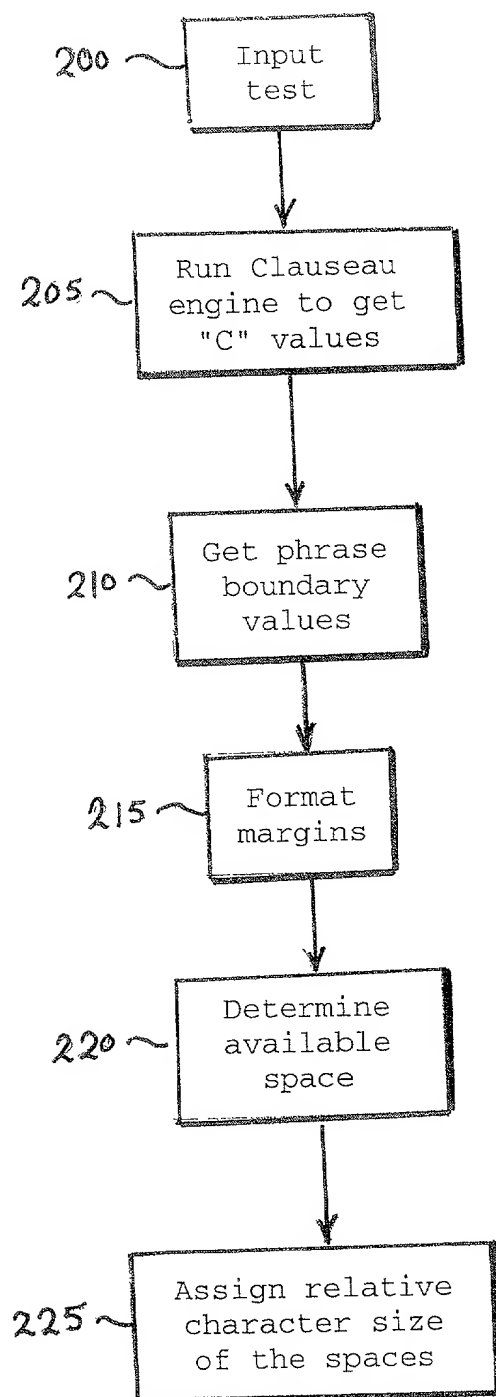 200
Input
test
205
Run Clauseau
engine to get
"C" values
210
Get phrase
boundary
values
215
Format
margins
220
Determine
available
space
225
Assign relative
character size
of the spaces